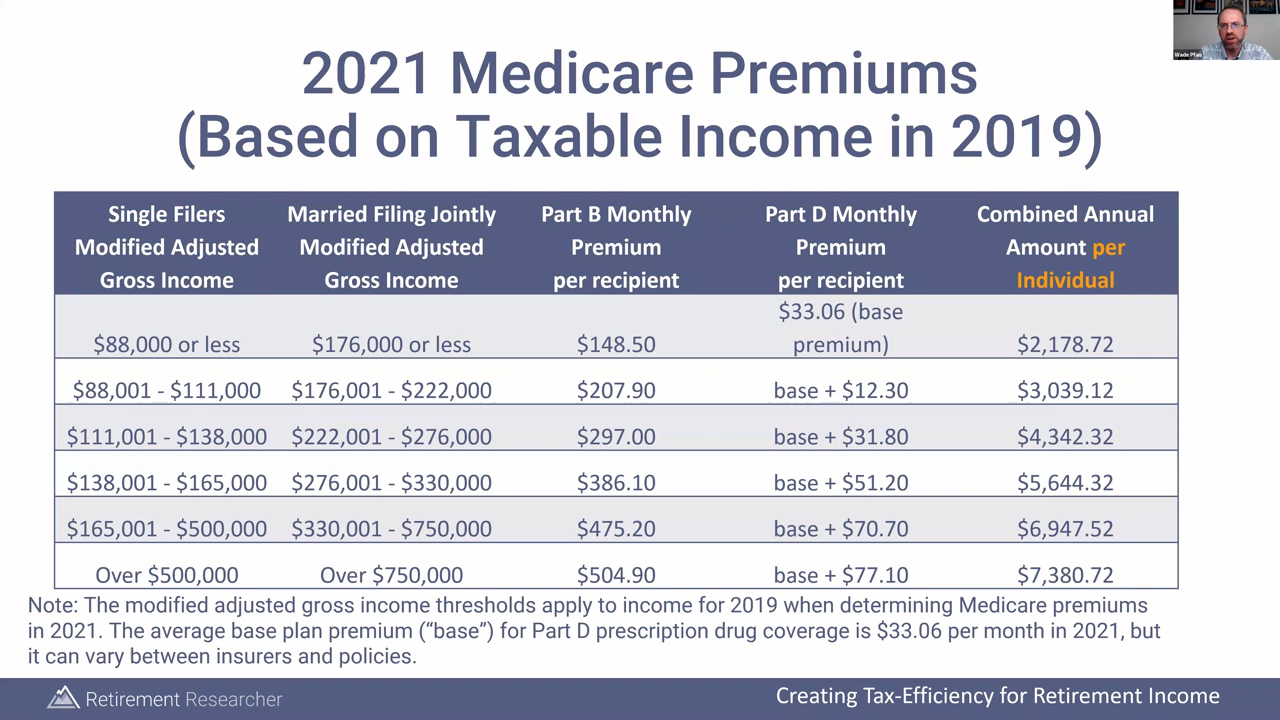 Wade Pfau
2021 Medicare Premiums
(Based on Taxable Income in 2019)
Single Filers Modified Adjusted Gross Income
Married Filing Jointly Modified Adjusted Gross Income
Part B Monthly Premium per recipient
Part D Monthly Premium per recipient
Combined Annual Amount per Individual
$88,000 or less $176,000 or less $148.50 $33.06 (base premium) $2,178.72
$88,001 - $111,000 $176,001 - $222,000 $207.90 base + $12.30 $3,039.12
$111,001 - $138,000 $222,001 - $276,000 $297.00 base + $31.80 $4,342.32
$138,001 - $165,000 $276,001 - $330,000 $386.10 base + $51.20 $5,644.32
$165,001 - $500,000 $330,001 - $750,000 $475.20 base + $70.70 $6,947.52
Over $500,000 Over $750,000 $504.90 base + $77.10 $7,380.72
Note: The modified adjusted gross income thresholds apply to income for 2019 when determining Medicare premiums
in 2021. The average base plan premium (“base”) for Part D prescription drug coverage is $33.06 per month in 2021, but
it can vary between insurers and policies.
Retirement Researcher
Creating Tax-Efficiency for Retirement Income